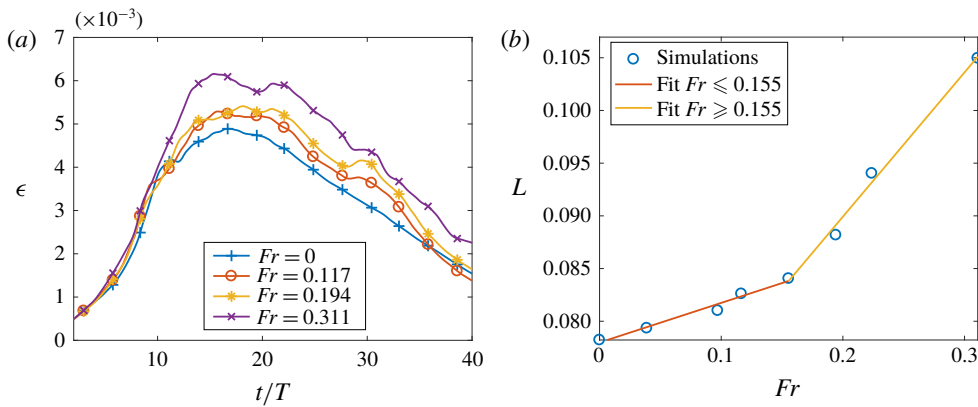 (×10⁻³)
(a)
7
6
5
4
3
2
1
0
ϵ
10
20
30
40
t/T
Fr = 0
Fr = 0.117
Fr = 0.194
Fr = 0.311
(b)
0.105
0.100
0.095
0.090
0.085
0.080
L
0
0.1
0.2
0.3
Fr
Simulations
Fit Fr ⩽ 0.155
Fit Fr ⩾ 0.155